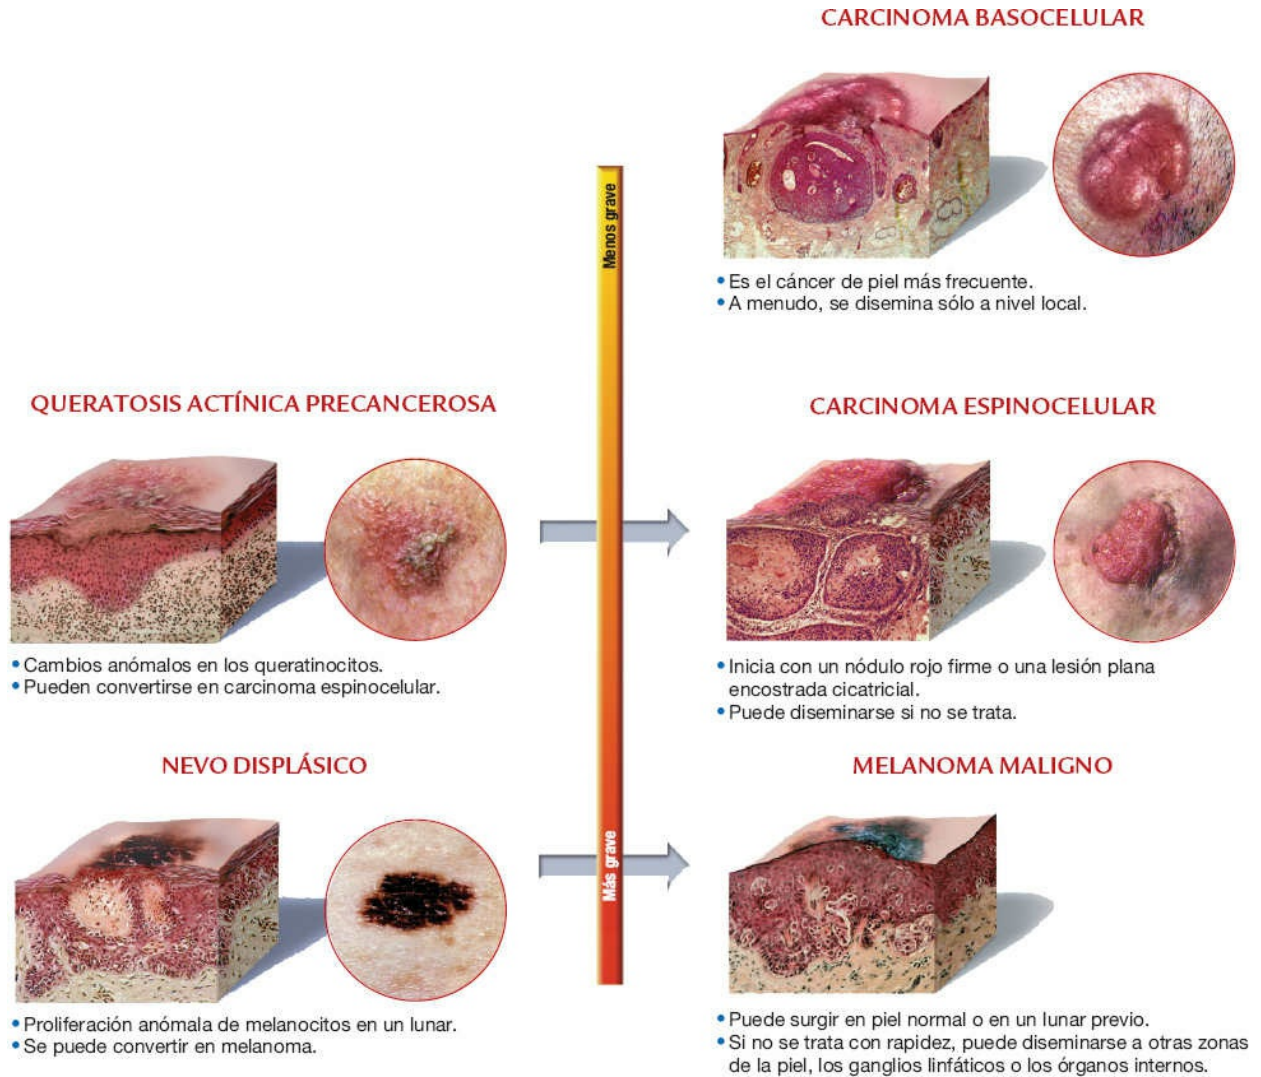 CARCINOMA BASOCELULAR
Menos grave
• Es el cáncer de piel más frecuente.
• A menudo, se disemina sólo a nivel local.
QUERATOSIS ACTÍNICA PRECANCEROSA
• Cambios anómalos en los queratinocitos.
• Pueden convertirse en carcinoma espinocelular.
CARCINOMA ESPINOCELULAR
• Inicia con un nódulo rojo firme o una lesión plana
encostrada cicatricial.
• Puede diseminarse si no se trata.
NEVO DISPLÁSICO
• Proliferación anómala de melanocitos en un lunar.
• Se puede convertir en melanoma.
Más grave
MELANOMA MALIGNO
• Puede surgir en piel normal o en un lunar previo.
• Si no se trata con rapidez, puede diseminarse a otras zonas
de la piel, los ganglios linfáticos o los órganos internos.